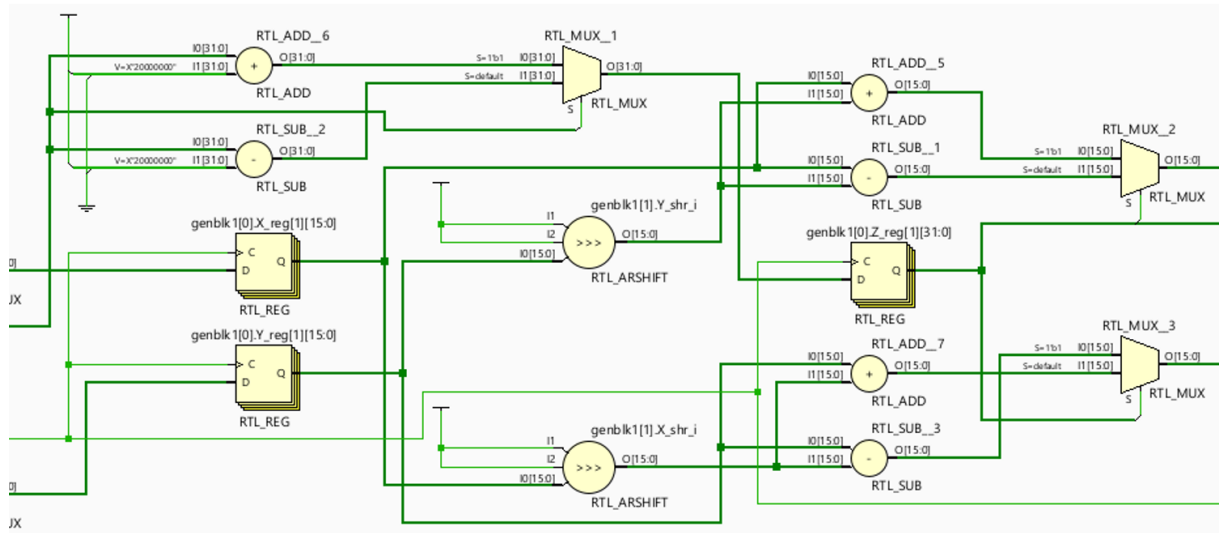 RTL_ADD__6
I0[31:0]
V=X"20000000" I1[31:0]
+
O[31:0]
RTL_ADD
RTL_SUB__2
I0[31:0]
V=X"20000000" I1[31:0]
-
O[31:0]
RTL_SUB
RTL_MUX__1
S=1'b1 I0[31:0]
S=default I1[31:0]
O[31:0]
S
RTL_MUX
genblk1[0].X_reg[1][15:0]
C
D
Q
RTL_REG
genblk1[0].Y_reg[1][15:0]
C
D
Q
RTL_REG
genblk1[1].Y_shr_i
I1
I2
I0[15:0]
>>>
O[15:0]
RTL_ARSHIFT
genblk1[1].X_shr_i
I1
I2
I0[15:0]
>>>
O[15:0]
RTL_ARSHIFT
RTL_ADD__5
I0[15:0]
I1[15:0]
+
O[15:0]
RTL_ADD
RTL_SUB__1
I0[15:0]
I1[15:0]
-
O[15:0]
RTL_SUB
genblk1[0].Z_reg[1][31:0]
C
D
Q
RTL_REG
RTL_ADD__7
I0[15:0]
I1[15:0]
+
O[15:0]
RTL_ADD
RTL_SUB__3
I0[15:0]
I1[15:0]
-
O[15:0]
RTL_SUB
RTL_MUX__2
S=1'b1 I0[15:0]
S=default I1[15:0]
O[15:0]
S
RTL_MUX
RTL_MUX__3
S=1'b1 I0[15:0]
S=default I1[15:0]
O[15:0]
S
RTL_MUX